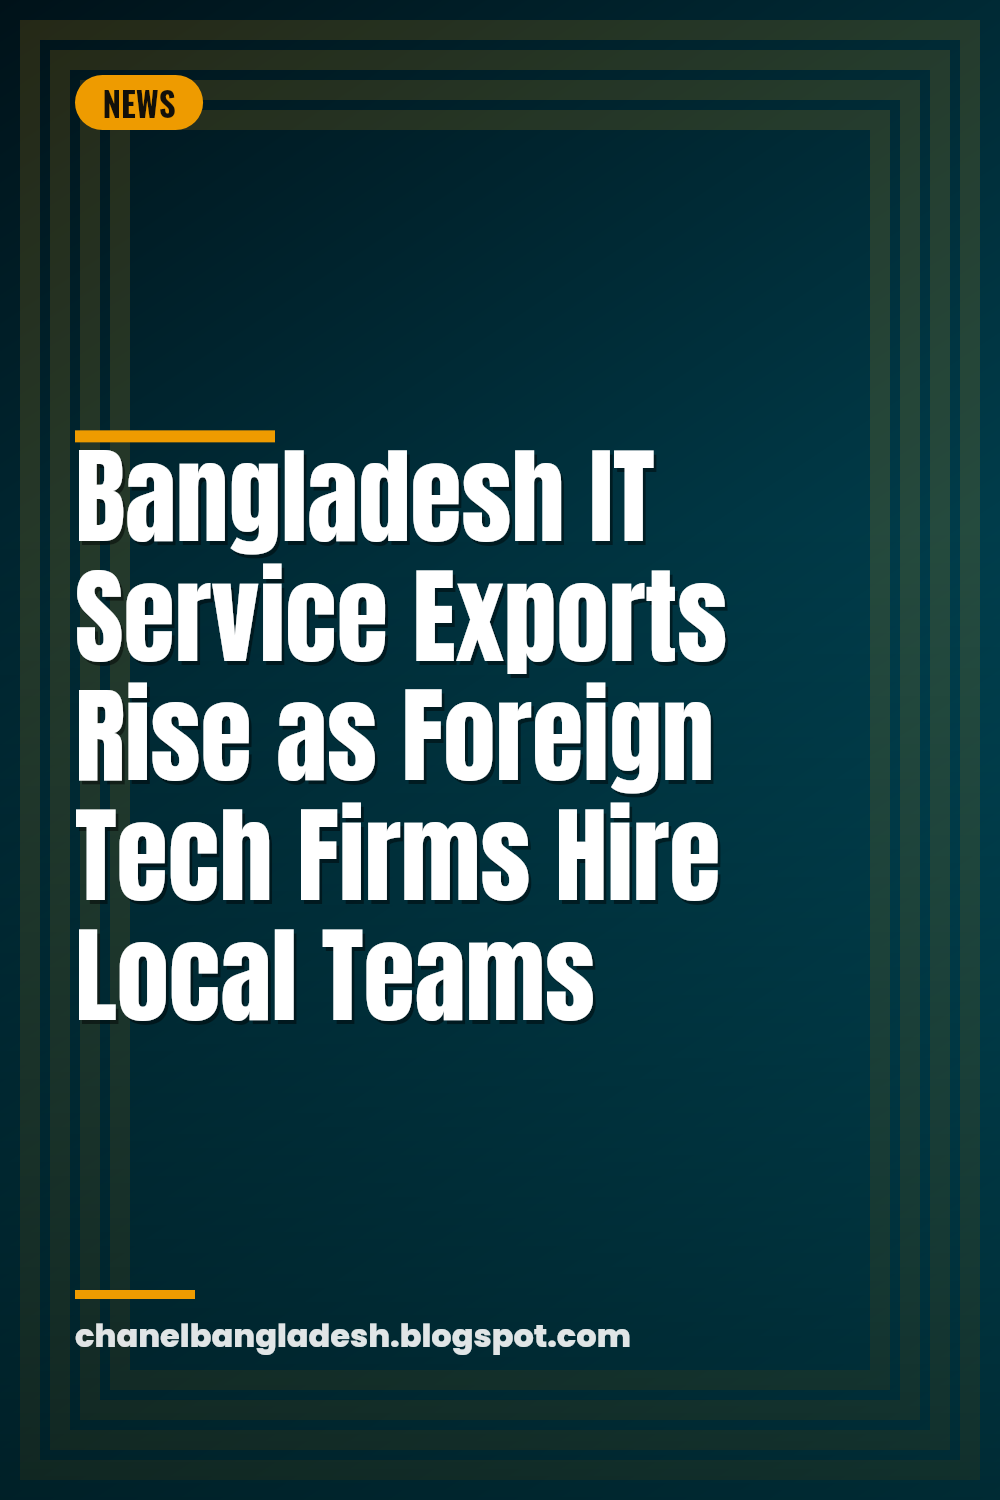 NEWS
Bangladesh IT
Service Exports
Rise as Foreign
Tech Firms Hire
Local Teams
chanelbangladesh.blogspot.com